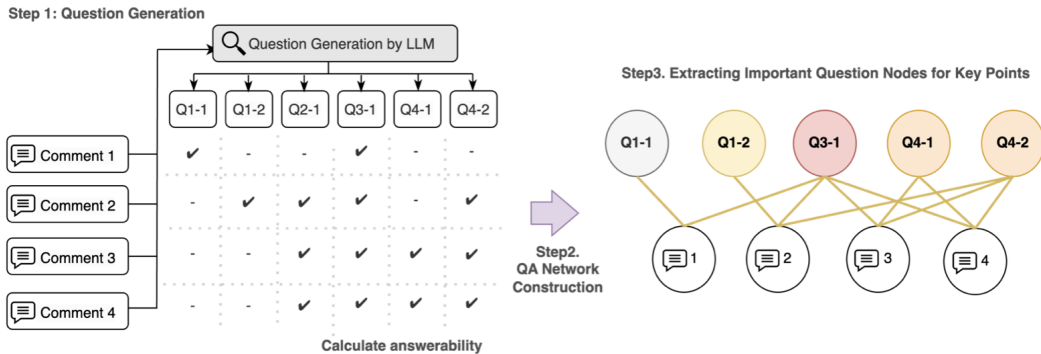 Step 1: Question Generation
Question Generation by LLM
Q1-1 Q1-2 Q2-1 Q3-1 Q4-1 Q4-2
Comment 1 ✔ - - ✔ - -
Comment 2 - ✔ ✔ ✔ - ✔
Comment 3 - - ✔ ✔ ✔ ✔
Comment 4 - - ✔ ✔ ✔ ✔
Calculate answerability
Step2.
QA Network
Construction
Step3. Extracting Important Question Nodes for Key Points
Q1-1 Q1-2 Q3-1 Q4-1 Q4-2
1 2 3 4